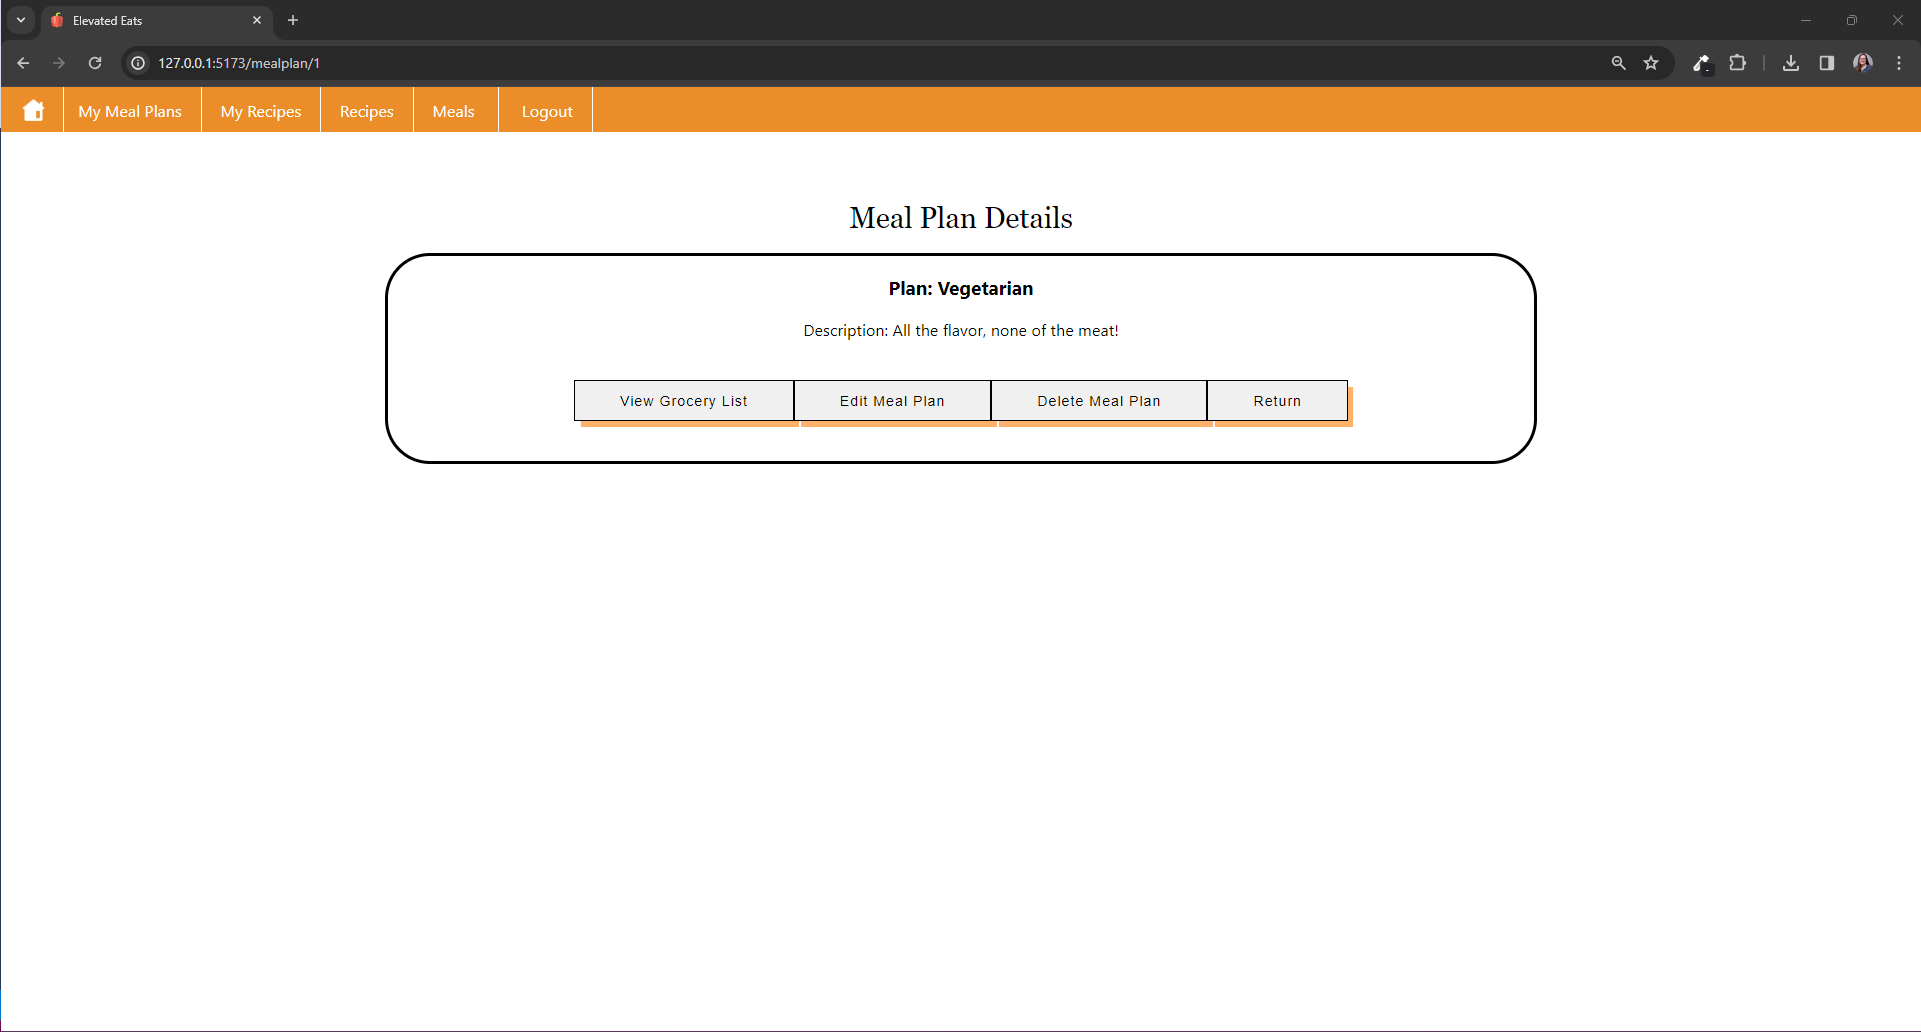 Elevated Eats
127.0.0.1:5173/mealplan/1
My Meal Plans My Recipes Recipes Meals Logout
Meal Plan Details
Plan: Vegetarian
Description: All the flavor, none of the meat!
View Grocery List Edit Meal Plan Delete Meal Plan Return